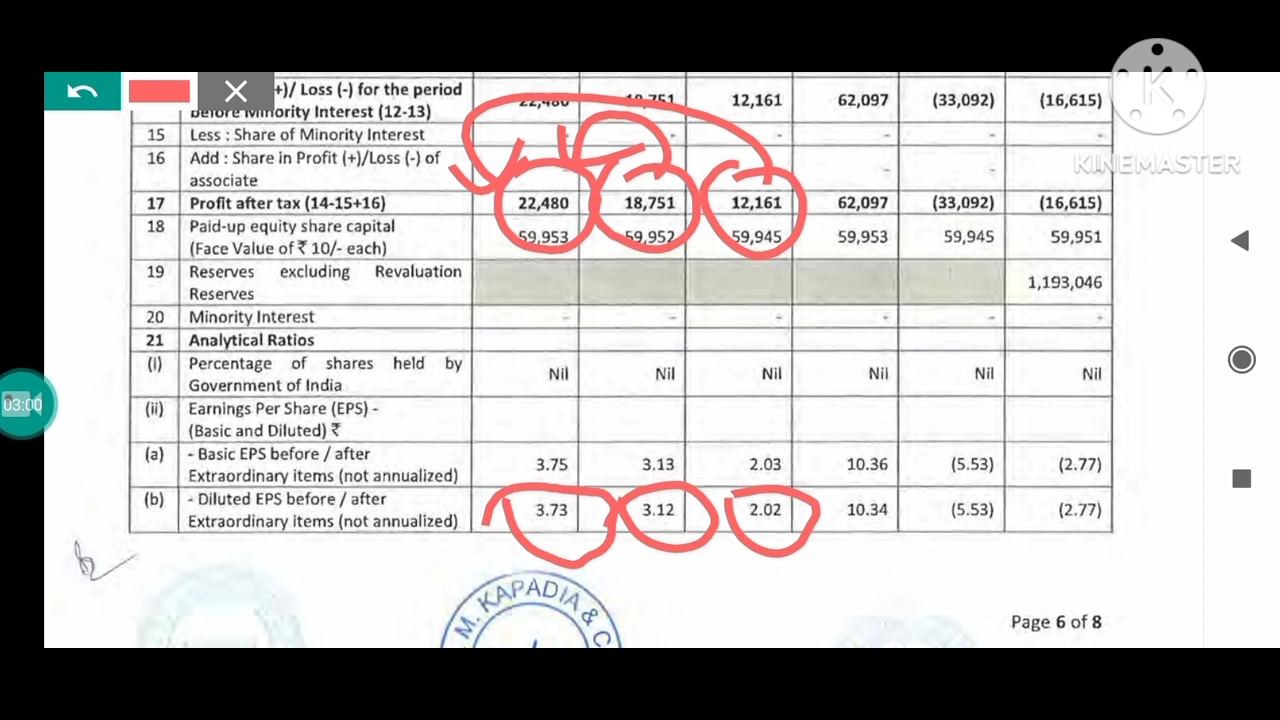 +)/ Loss (-) for the period before Minority Interest (12-13) 22,480 18,751 12,161 62,097 (33,092) (16,615)
15 Less : Share of Minority Interest - - - - - -
16 Add : Share in Profit (+)/Loss (-) of associate - - - - - -
17 Profit after tax (14-15+16) 22,480 18,751 12,161 62,097 (33,092) (16,615)
18 Paid-up equity share capital (Face Value of ₹ 10/- each) 59,953 59,952 59,945 59,953 59,945 59,951
19 Reserves excluding Revaluation Reserves 1,193,046
20 Minority Interest - - - - - -
21 Analytical Ratios
(i) Percentage of shares held by Government of India Nil Nil Nil Nil Nil Nil
(ii) Earnings Per Share (EPS) - (Basic and Diluted) ₹
(a) - Basic EPS before / after Extraordinary items (not annualized) 3.75 3.13 2.03 10.36 (5.53) (2.77)
(b) - Diluted EPS before / after Extraordinary items (not annualized) 3.73 3.12 2.02 10.34 (5.53) (2.77)
M. KAPADIA & C
Page 6 of 8
03:00
K
KINEMASTER